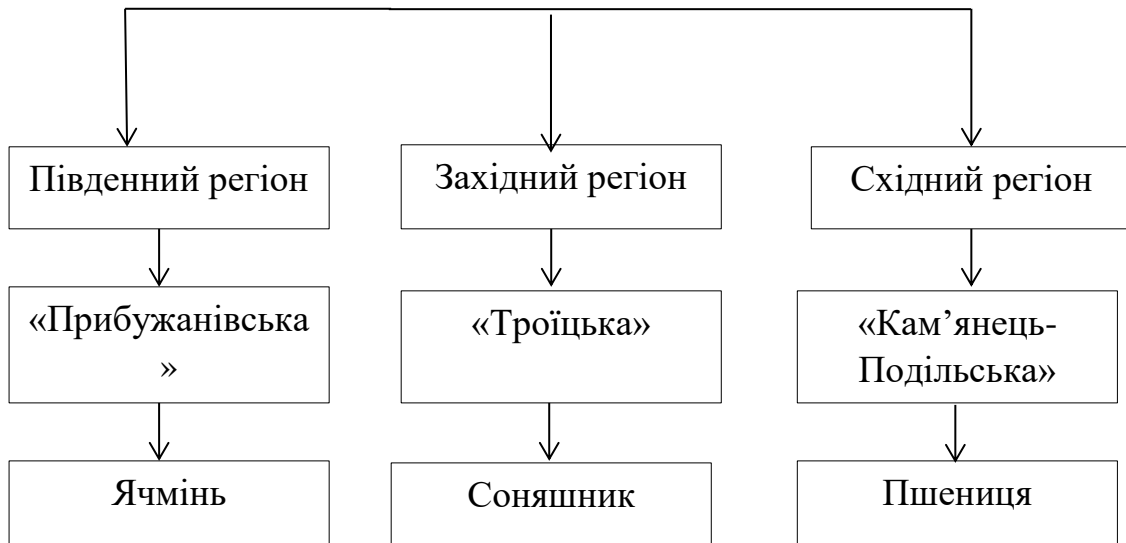 Південний регіон
Західний регіон
Східний регіон
«Прибужанівська
»
«Троїцька»
«Кам’янець-
Подільська»
Ячмінь
Соняшник
Пшениця